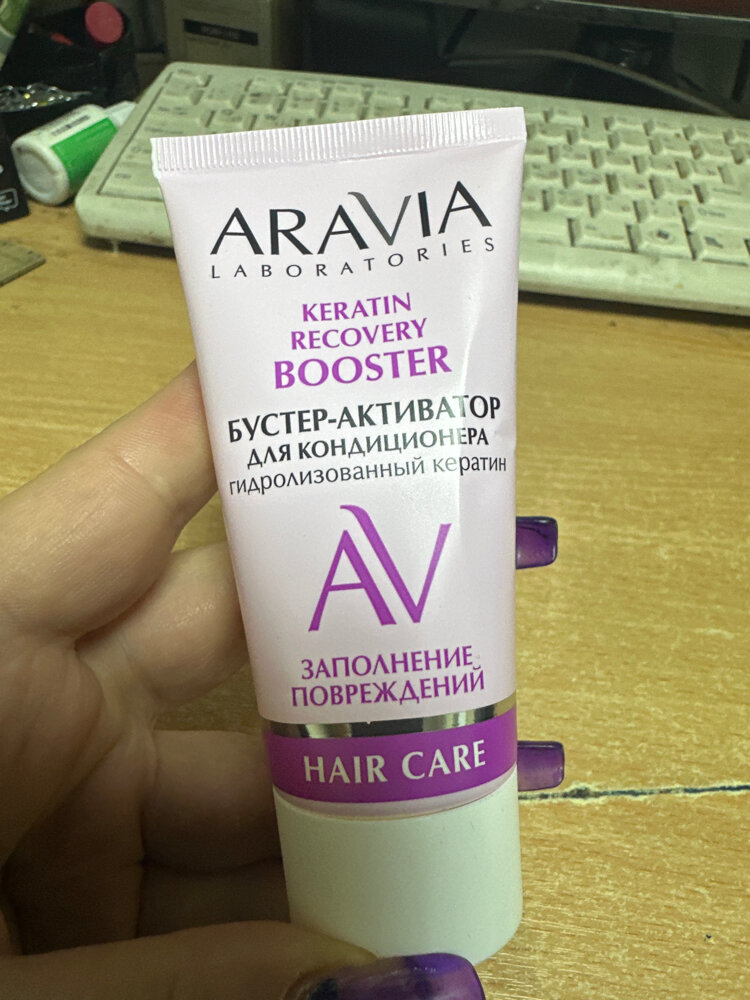 ARAVIA
LABORATORIES
KERATIN
RECOVERY
BOOSTER
БУСТЕР-АКТИВАТОР
ДЛЯ КОНДИЦИОНЕРА
гидролизованный кератин
AV
ЗАПОЛНЕНИЕ
ПОВРЕЖДЕНИЙ
HAIR CARE